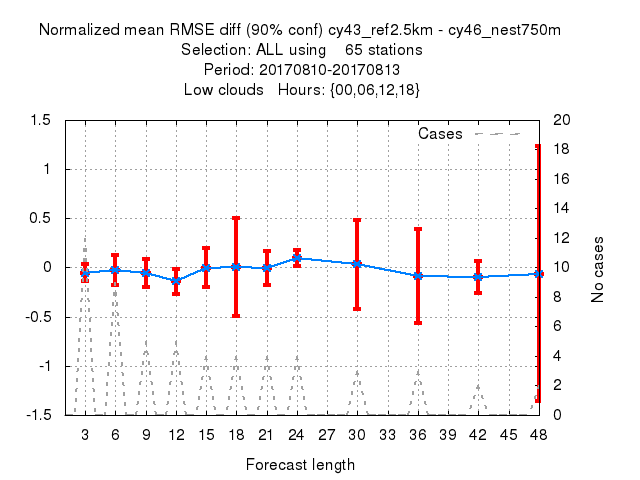 Normalized mean RMSE diff (90% conf) cy43_ref2.5km - cy46_nest750m
Selection: ALL using 65 stations
Period: 20170810-20170813
Low clouds Hours: {00,06,12,18}
Cases
1.5
1
0.5
0
-0.5
-1
-1.5
20
18
16
14
12
10
8
6
4
2
0
No cases
3 6 9 12 15 18 21 24 27 30 33 36 39 42 45 48
Forecast length